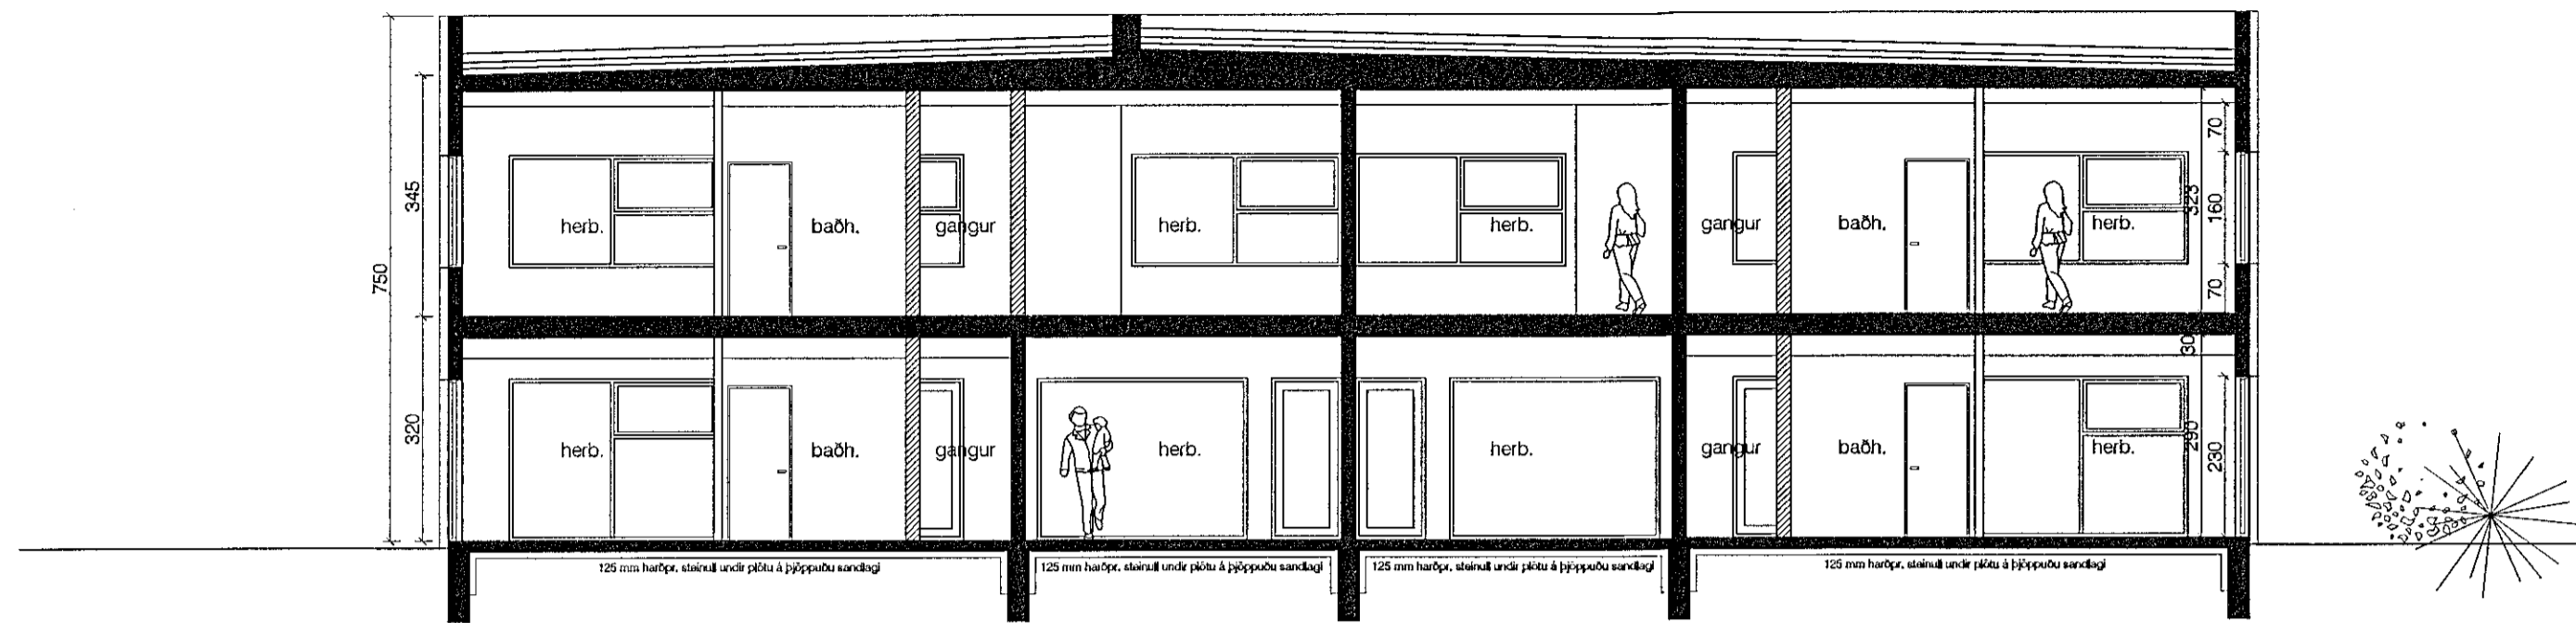 750
345
320
herb.
baðh.
gangur
herb.
herb.
gangur
baðh.
herb.
323
70
160
70
herb.
baðh.
gangur
herb.
herb.
gangur
baðh.
herb.
30
290
230
125 mm harðpr. steinull undir plötu á þjöppuðu sandlagi
125 mm harðpr. steinull undir plötu á þjöppuðu sandlagi
125 mm harðpr. steinull undir plötu á þjöppuðu sandlagi
125 mm harðpr. steinull undir plötu á þjöppuðu sandlagi